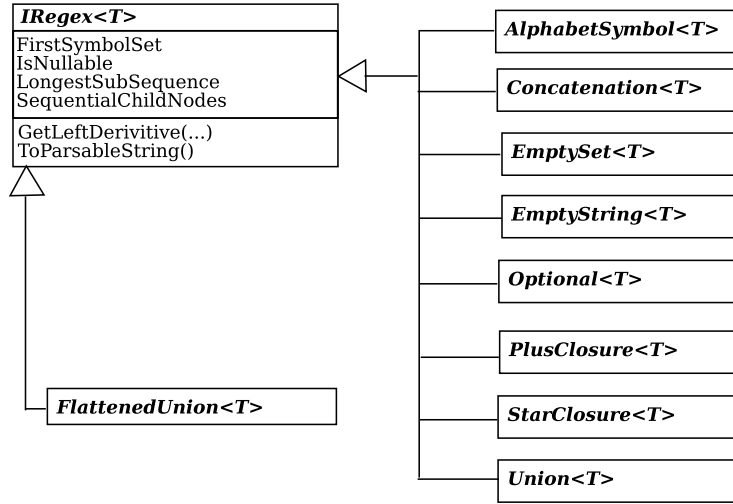 IRegex<T>
FirstSymbolSet
IsNullable
LongestSubSequence
SequentialChildNodes
GetLeftDerivitive(...)
ToParsableString()
FlattenedUnion<T>
AlphabetSymbol<T>
Concatenation<T>
EmptySet<T>
EmptyString<T>
Optional<T>
PlusClosure<T>
StarClosure<T>
Union<T>